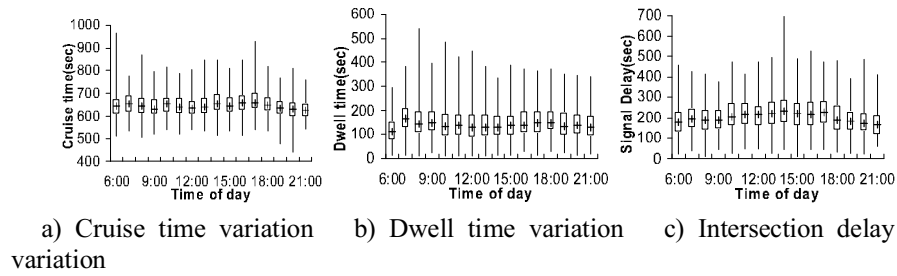 1000
900
800
700
600
500
400
Cruise time(sec)
6:00 9:00 12:00 15:00 18:00 21:00
Time of day
600
500
400
300
200
100
0
Dwell time(sec)
6:00 9:00 12:00 15:00 18:00 21:00
Time of day
700
600
500
400
300
200
100
0
Signal Delay(sec)
6:00 9:00 12:00 15:00 18:00 21:00
Time of day
a) Cruise time variation b) Dwell time variation c) Intersection delay
variation